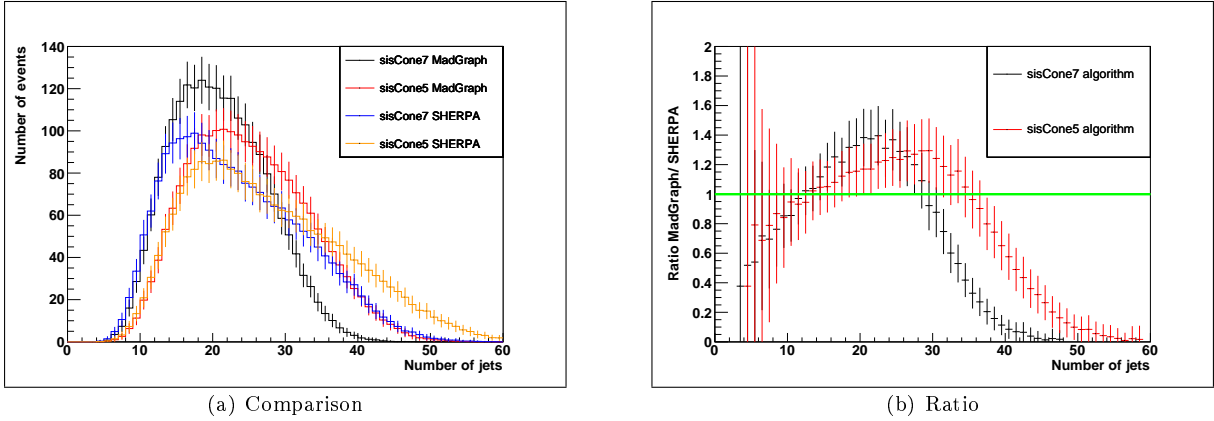 Number of events
140
120
100
80
60
40
20
0
0 10 20 30 40 50 60
Number of jets
sisCone7 MadGraph
sisCone5 MadGraph
sisCone7 SHERPA
sisCone5 SHERPA
(a) Comparison
Ratio MadGraph/ SHERPA
2
1.8
1.6
1.4
1.2
1
0.8
0.6
0.4
0.2
0
0 10 20 30 40 50 60
Number of jets
sisCone7 algorithm
sisCone5 algorithm
(b) Ratio